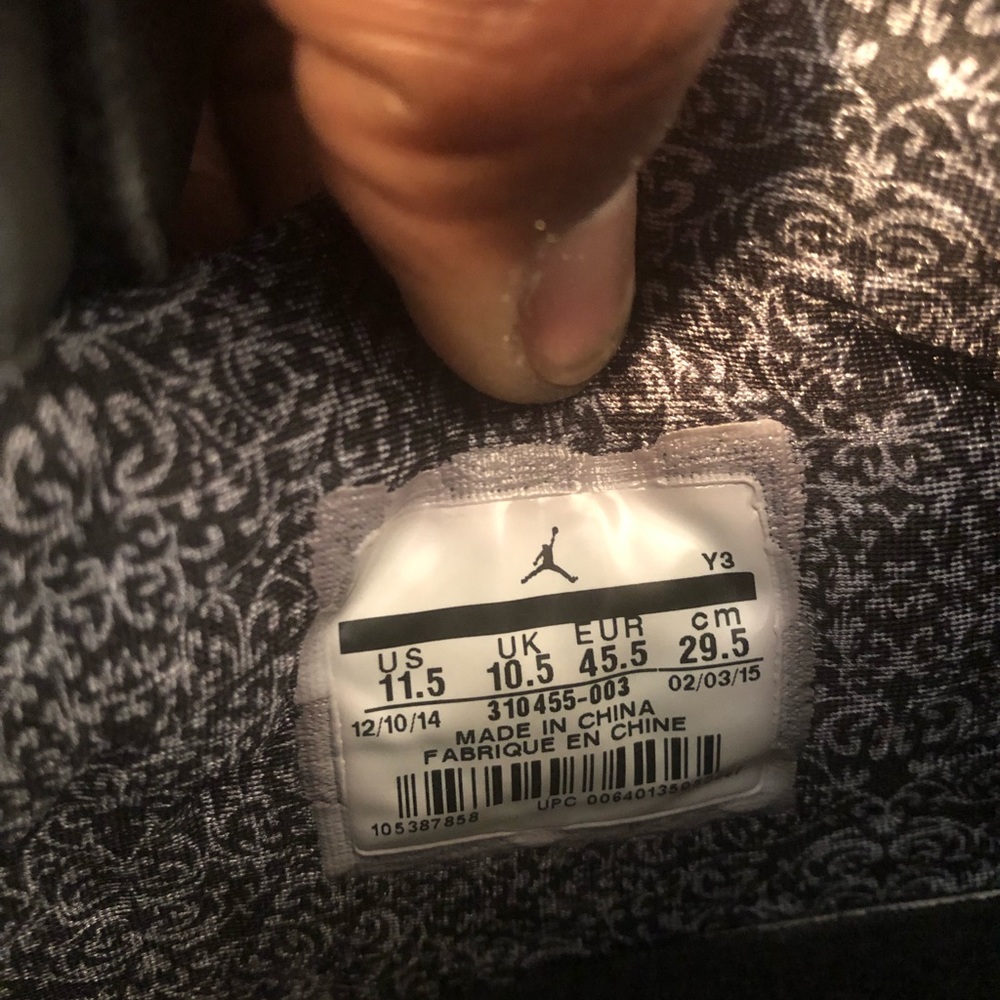 Y3
US UK EUR cm
11.5 10.5 45.5 29.5
12/10/14 310455-003 02/03/15
MADE IN CHINA
FABRIQUE EN CHINE
105387858 UPC